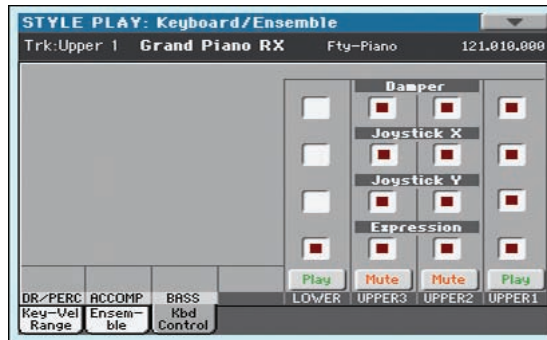 STYLE PLAY: Keyboard/Ensemble
Trk:Upper 1 Grand Piano RX Fty-Piano 121.010.000
Damper
Joystick X
Joystick Y
Expression
Play Mute Mute Play
DR/PERC ACCOMP BASS LOWER UPPER3 UPPER2 UPPER1
Key-Vel Ensem- Kbd
Range ble Control